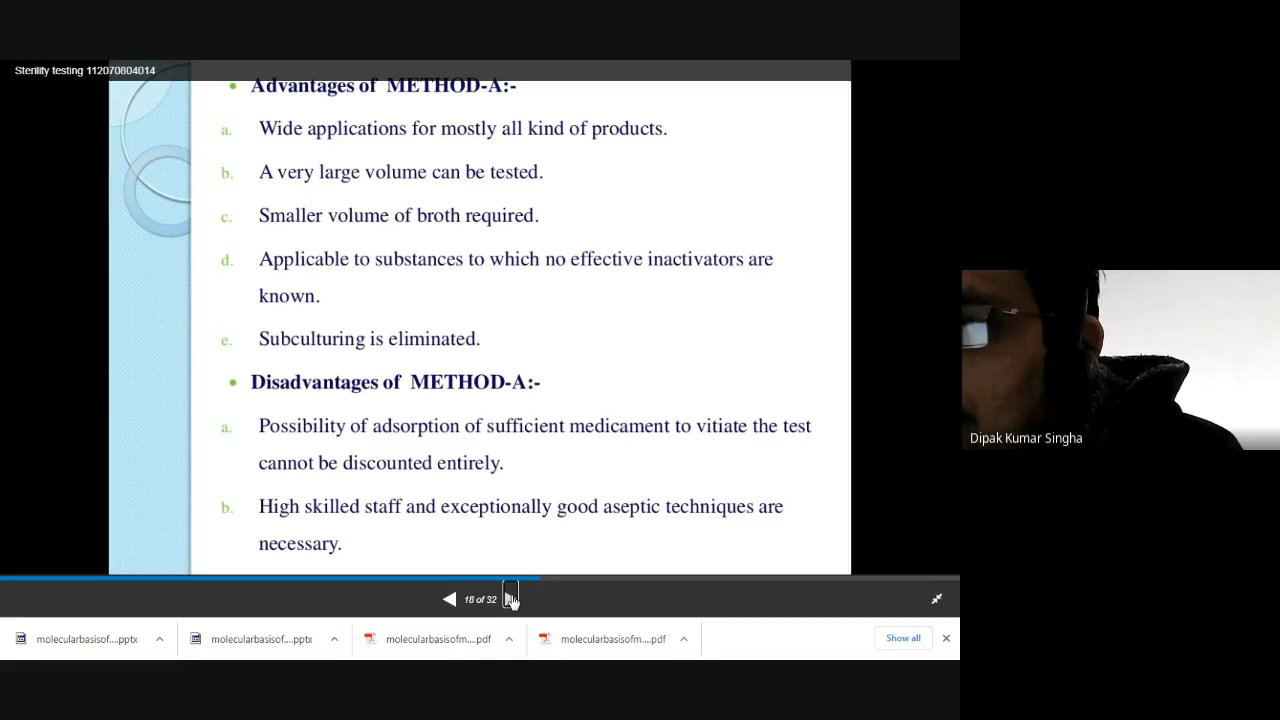 Sterility testing 112070804014
• Advantages of METHOD-A:-
a. Wide applications for mostly all kind of products.
b. A very large volume can be tested.
c. Smaller volume of broth required.
d. Applicable to substances to which no effective inactivators are
known.
e. Subculturing is eliminated.
• Disadvantages of METHOD-A:-
a. Possibility of adsorption of sufficient medicament to vitiate the test
cannot be discounted entirely.
b. High skilled staff and exceptionally good aseptic techniques are
necessary.
Dipak Kumar Singha
18 of 32
molecularbasisof....pptx
molecularbasisof....pptx
molecularbasisofm....pdf
molecularbasisofm....pdf
Show all